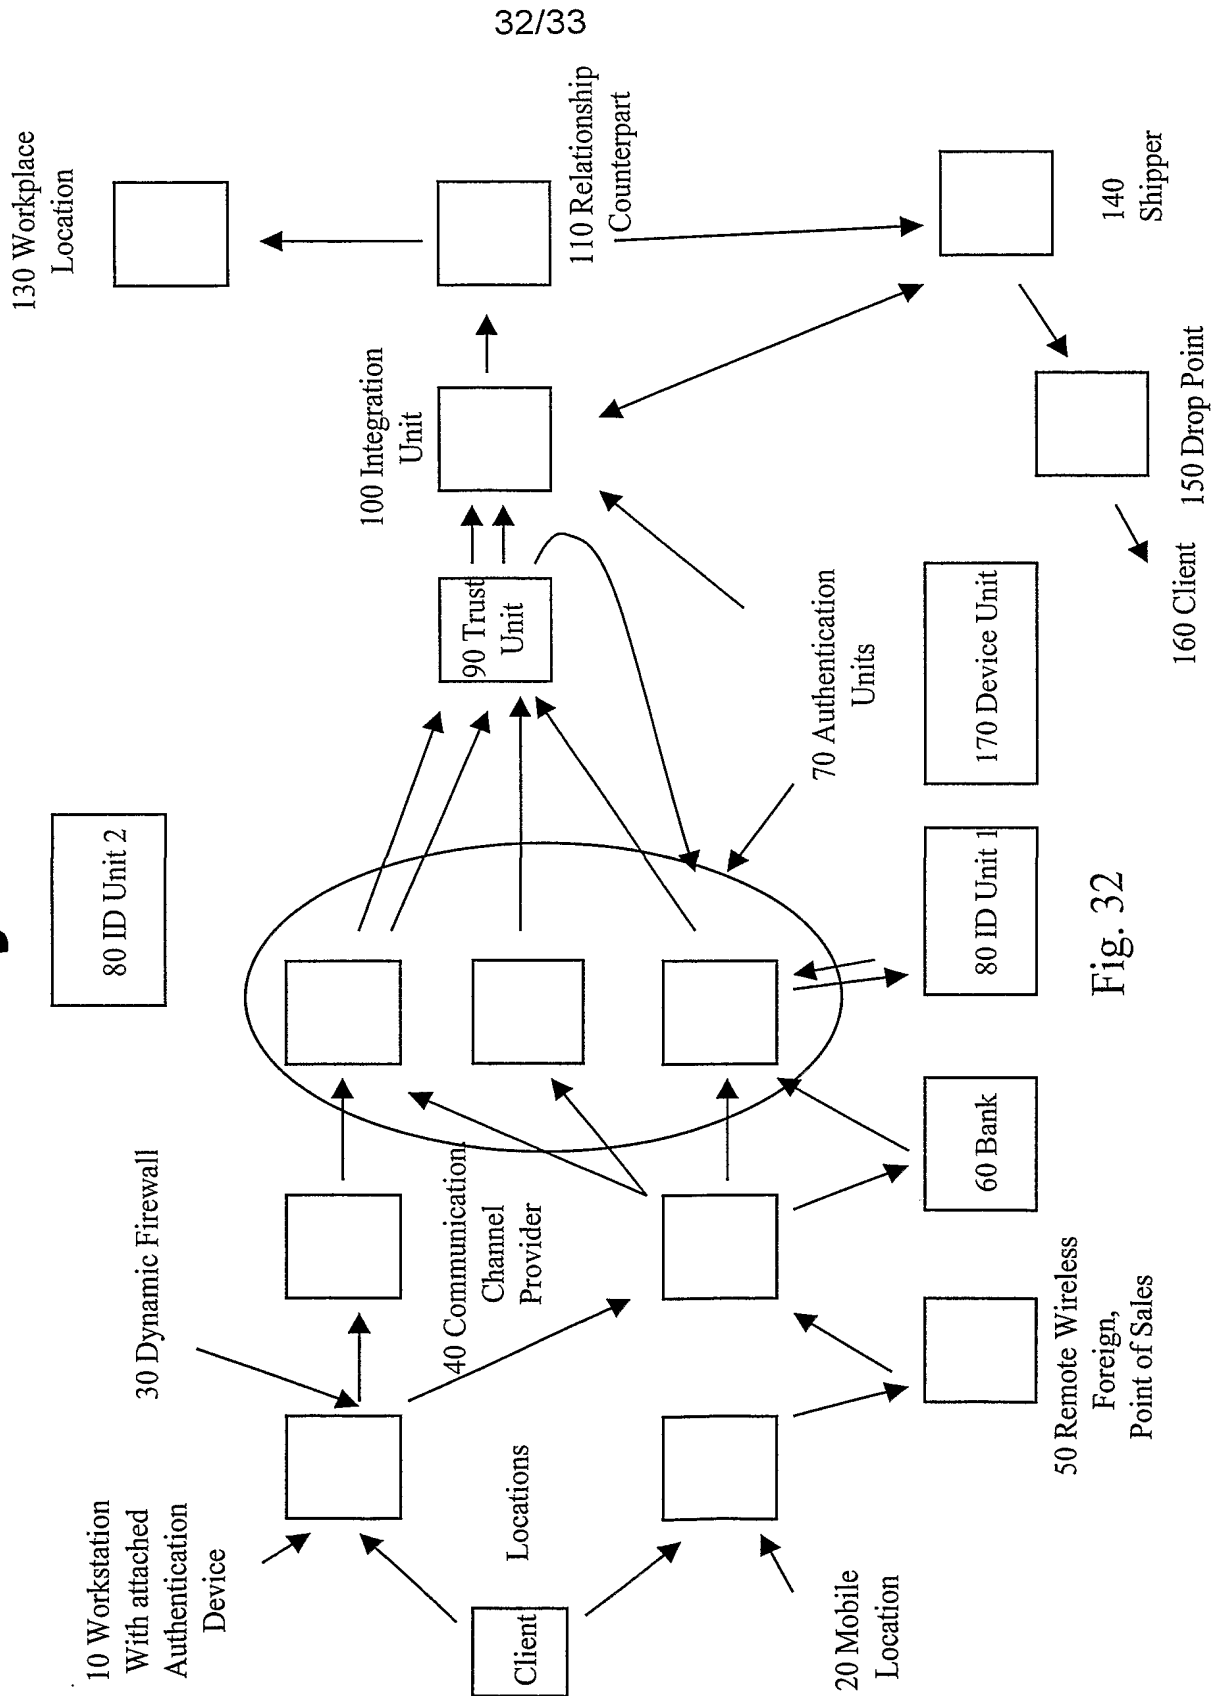 32/33
10 Workstation
With attached
Authentication
Device
Client
Locations
20 Mobile
Location
30 Dynamic Firewall
40 Communication
Channel
Provider
50 Remote Wireless
Foreign,
Point of Sales
60 Bank
80 ID Unit 2
80 ID Unit 1
70 Authentication
Units
90 Trust
Unit
170 Device Unit
100 Integration
Unit
110 Relationship
Counterpart
130 Workplace
Location
140
Shipper
150 Drop Point
160 Client
Fig. 32